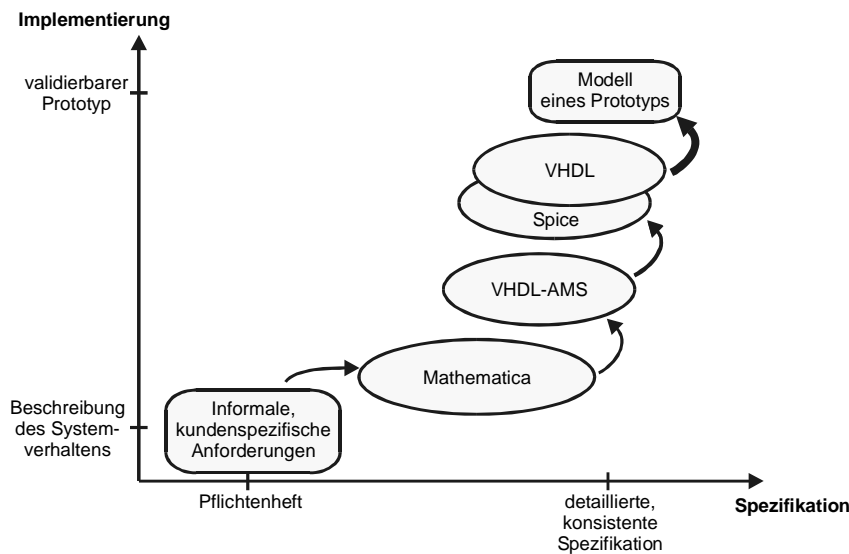 Implementierung
validierbarer
Prototyp
Modell
eines Prototyps
VHDL
Spice
VHDL-AMS
Mathematica
Beschreibung
des System-
verhaltens
Informale,
kundenspezifische
Anforderungen
Pflichtenheft
detaillierte,
konsistente
Spezifikation
Spezifikation